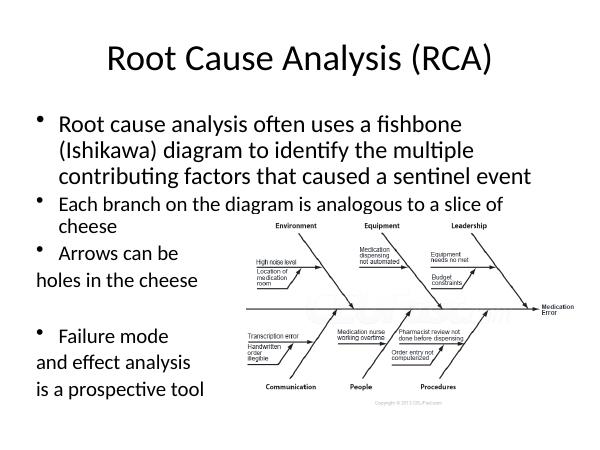 Root Cause Analysis (RCA)
• Root cause analysis often uses a fishbone
(Ishikawa) diagram to identify the multiple
contributing factors that caused a sentinel event
• Each branch on the diagram is analogous to a slice of
cheese
• Arrows can be
holes in the cheese
• Failure mode
and effect analysis
is a prospective tool
Environment
Equipment
Leadership
High noise level
Location of
medication
room
Medication
dispensing
not automated
Equipment
needs no met
Budget
constraints
Medication
Error
Transcription error
Handwritten
order
illegible
Medication nurse
working overtime
Pharmacist review not
done before dispensing
Order entry not
computerized
Communication
People
Procedures